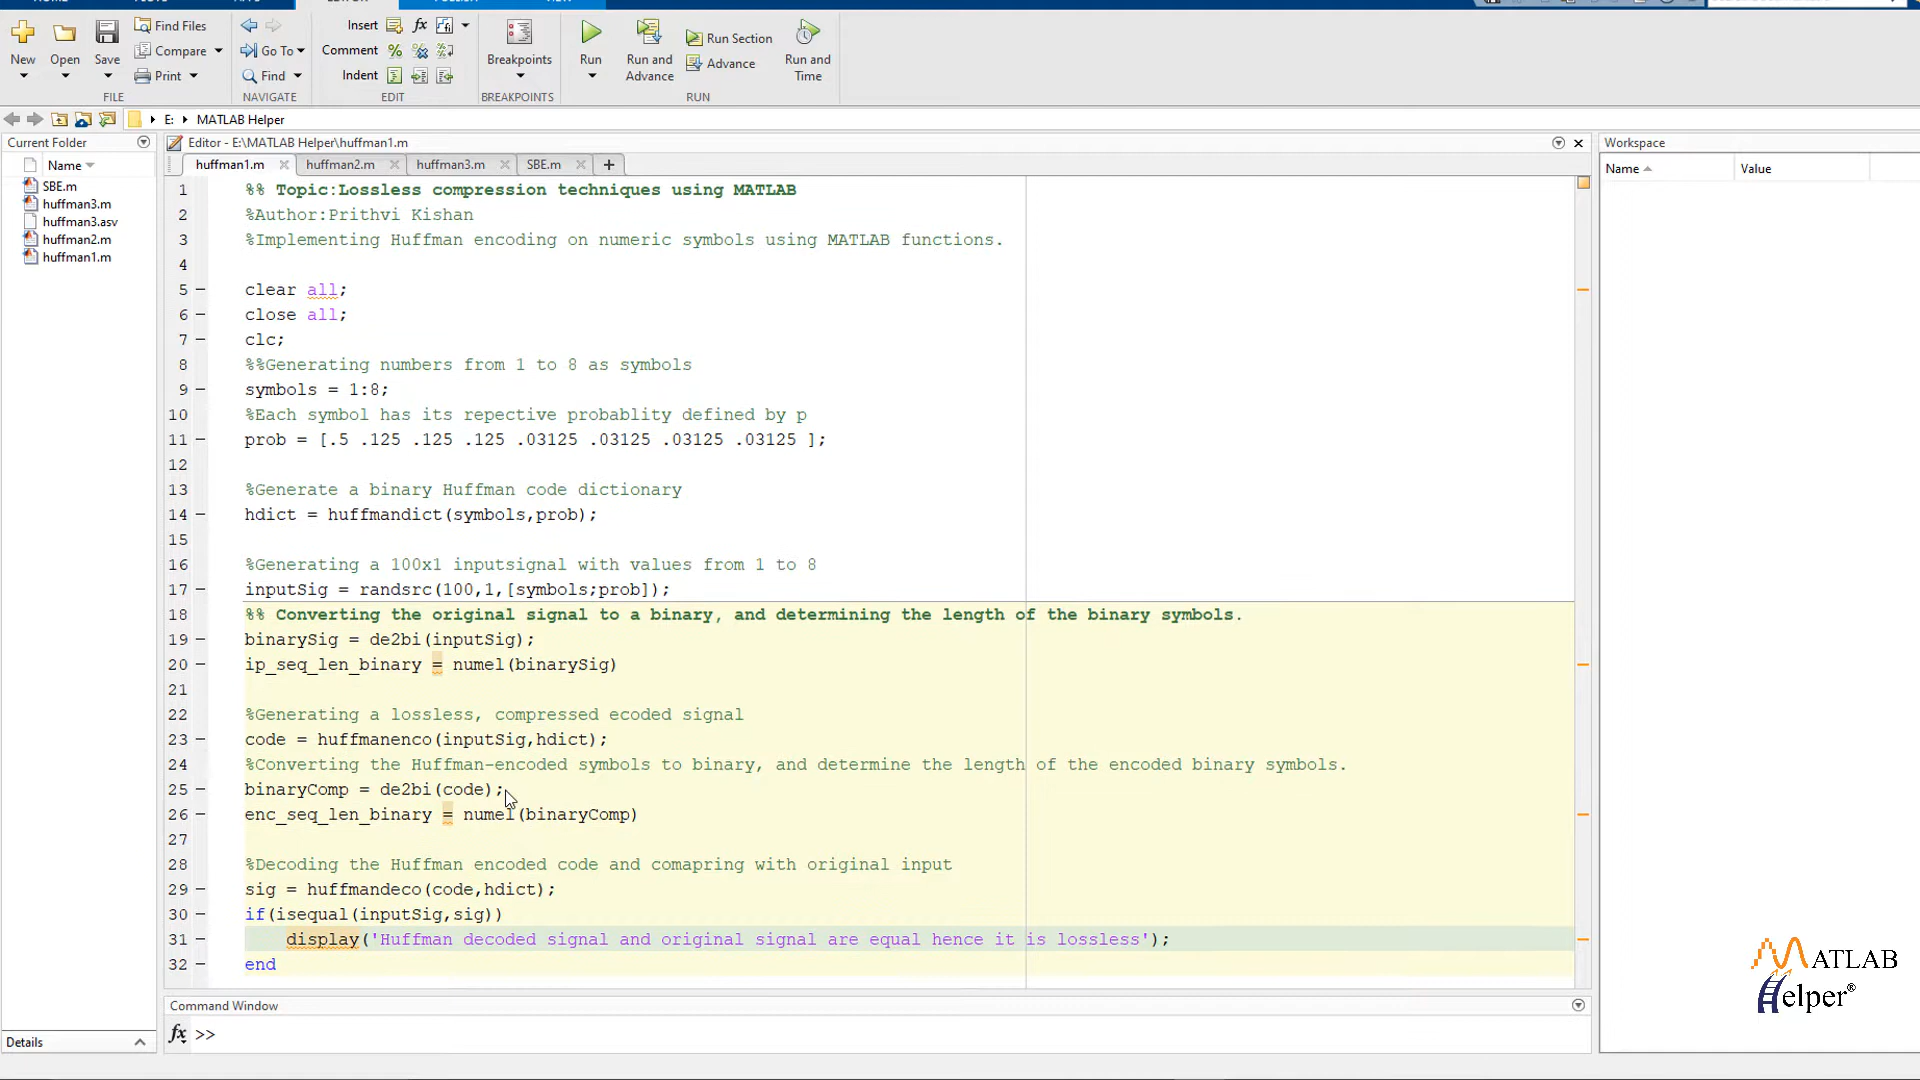 Insert
fx
Find Files
Compare
Print
Go To
Find
Comment
Indent
New
Open
Save
Breakpoints
Run
Run and Advance
Run Section
Advance
Run and Time
FILE
NAVIGATE
EDIT
BREAKPOINTS
RUN
E: MATLAB Helper
Current Folder
Name
SBE.m
huffman3.m
huffman3.asv
huffman2.m
huffman1.m
Details
Editor - E:\MATLAB Helper\huffman1.m
huffman1.m
huffman2.m
huffman3.m
SBE.m
+
1 %% Topic:Lossless compression techniques using MATLAB
2 %Author:Prithvi Kishan
3 %Implementing Huffman encoding on numeric symbols using MATLAB functions.
4
5 clear all;
6 close all;
7 clc;
8 %%Generating numbers from 1 to 8 as symbols
9 symbols = 1:8;
10 %Each symbol has its repective probablity defined by p
11 prob = [.5 .125 .125 .125 .03125 .03125 .03125 .03125 ];
12
13 %Generate a binary Huffman code dictionary
14 hdict = huffmandict(symbols,prob);
15
16 %Generating a 100x1 inputsignal with values from 1 to 8
17 inputSig = randsrc(100,1,[symbols;prob]);
18 %% Converting the original signal to a binary, and determining the length of the binary symbols.
19 binarySig = de2bi(inputSig);
20 ip_seq_len_binary = numel(binarySig)
21
22 %Generating a lossless, compressed ecoded signal
23 code = huffmanenco(inputSig,hdict);
24 %Converting the Huffman-encoded symbols to binary, and determine the length of the encoded binary symbols.
25 binaryComp = de2bi(code);
26 enc_seq_len_binary = numel(binaryComp)
27
28 %Decoding the Huffman encoded code and comapring with original input
29 sig = huffmandeco(code,hdict);
30 if(isequal(inputSig,sig))
31 display('Huffman decoded signal and original signal are equal hence it is lossless');
32 end
Command Window
fx >>
Workspace
Name
Value
MATLAB
Helper®